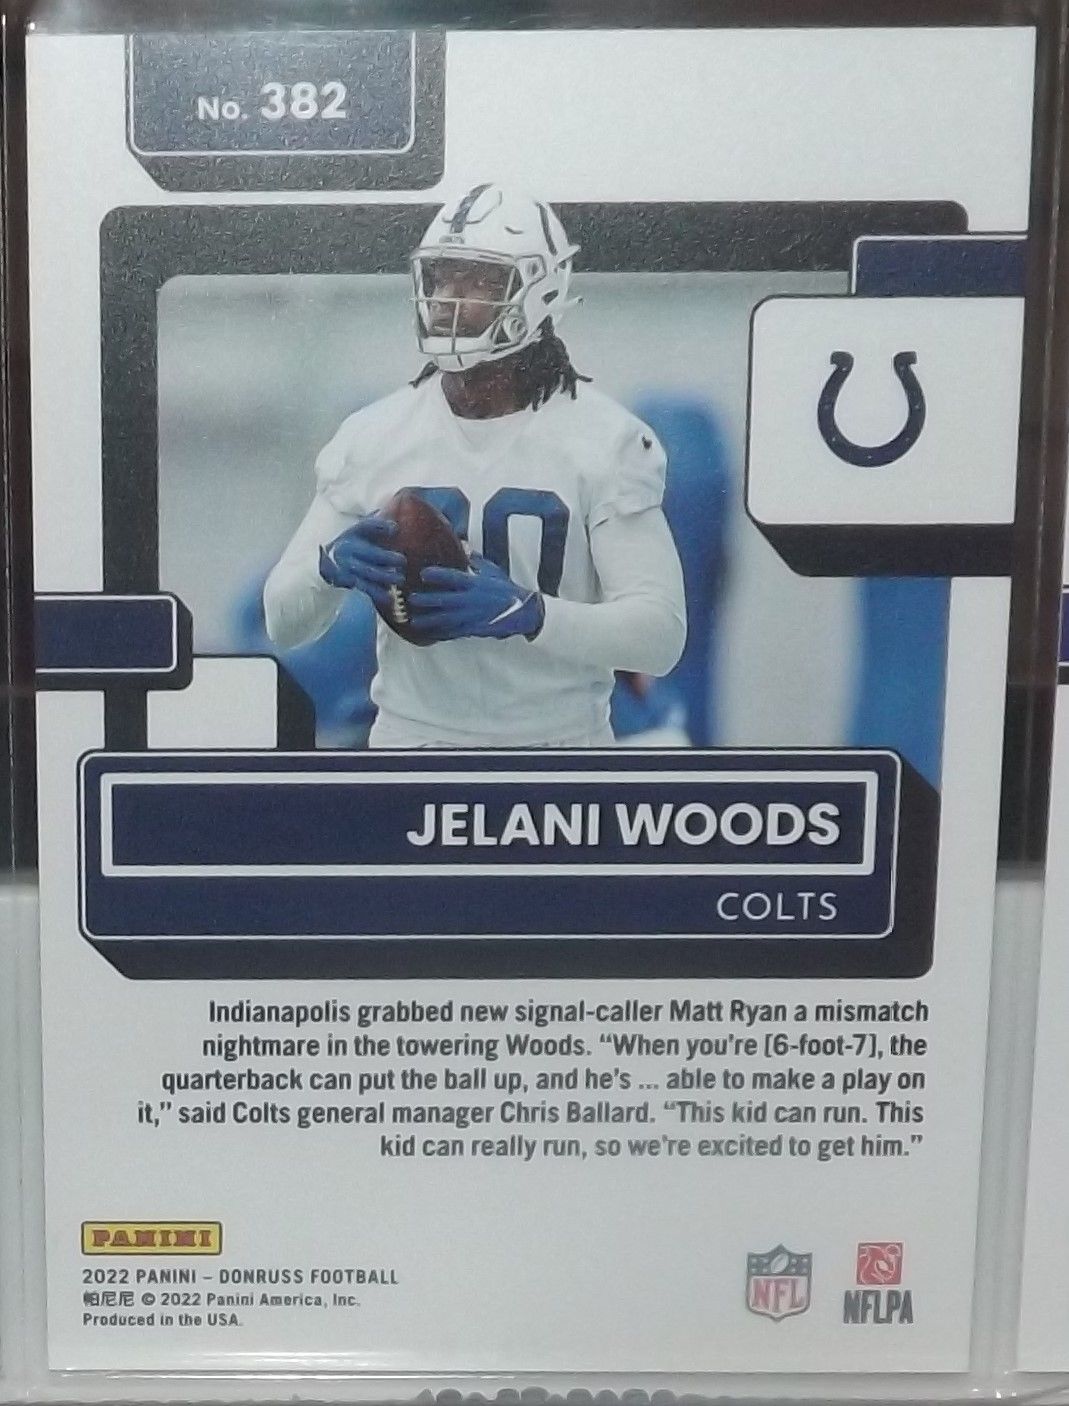 No. 382
80
JELANI WOODS
COLTS
Indianapolis grabbed new signal-caller Matt Ryan a mismatch
nightmare in the towering Woods. “When you're [6-foot-7], the
quarterback can put the ball up, and he's ... able to make a play on
it,” said Colts general manager Chris Ballard. “This kid can run. This
kid can really run, so we're excited to get him.”
PANINI
2022 PANINI – DONRUSS FOOTBALL
帕尼尼 © 2022 Panini America, Inc.
Produced in the USA.
NFL
NFLPA